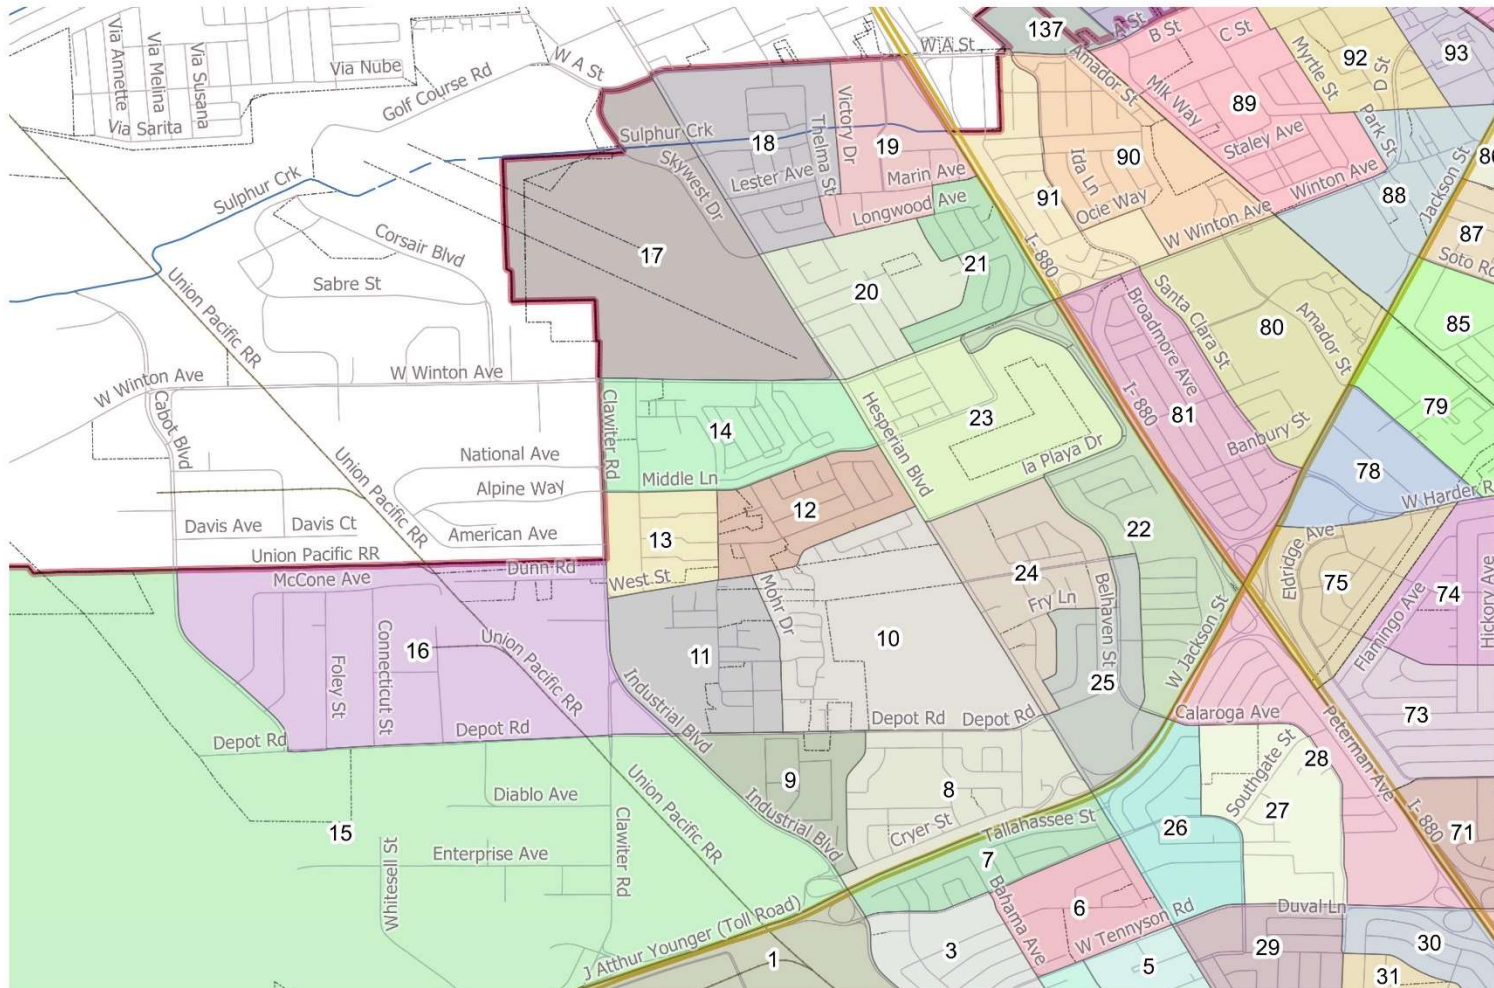 Via Annette
Via Melina
Via Susana
Via Nube
Via Sarita
Golf Course Rd
W A St
W A St
137
A St
B St
C St
Amador St
Mlk Way
Myrtle St
92
D St
93
89
Staley Ave
Park St
Winton Ave
Jackson St
88
87
Soto Rd
Sulphur Crk
Sulphur Crk
Skywest Dr
18
Lester Ave
Thelma St
Victory Dr
19
Marin Ave
Longwood Ave
90
Ida Ln
Ocie Way
91
W Winton Ave
I- 880
17
20
21
Corsair Blvd
Sabre St
Union Pacific RR
W Winton Ave
W Winton Ave
Cabot Blvd
Santa Clara St
Broadmore Ave
80
Amador St
85
79
I- 880
81
Banbury St
78
W Harder R
Clawiter Rd
14
Hesperian Blvd
23
la Playa Dr
National Ave
Middle Ln
Alpine Way
American Ave
Union Pacific RR
Davis Ave
Davis Ct
Union Pacific RR
12
13
22
Eldridge Ave
75
Flamingo Ave
74
Hickory Ave
McCone Ave
Dunn Rd
West St
Mohr Dr
24
Fry Ln
Belhaven St
10
11
25
W Jackson St
16
Foley St
Connecticut St
Union Pacific RR
Industrial Blvd
Depot Rd
Depot Rd
Depot Rd
Depot Rd
Calaroga Ave
73
Peterman Ave
28
Southgate St
27
I- 880
71
9
8
Industrial Blvd
Cryer St
Tallahassee St
26
7
15
Diablo Ave
Union Pacific RR
Clawiter Rd
Enterprise Ave
Whitesell St
J Atthur Younger (Toll Road)
Bahama Ave
6
W Tennyson Rd
Duval Ln
1
3
5
29
30
31